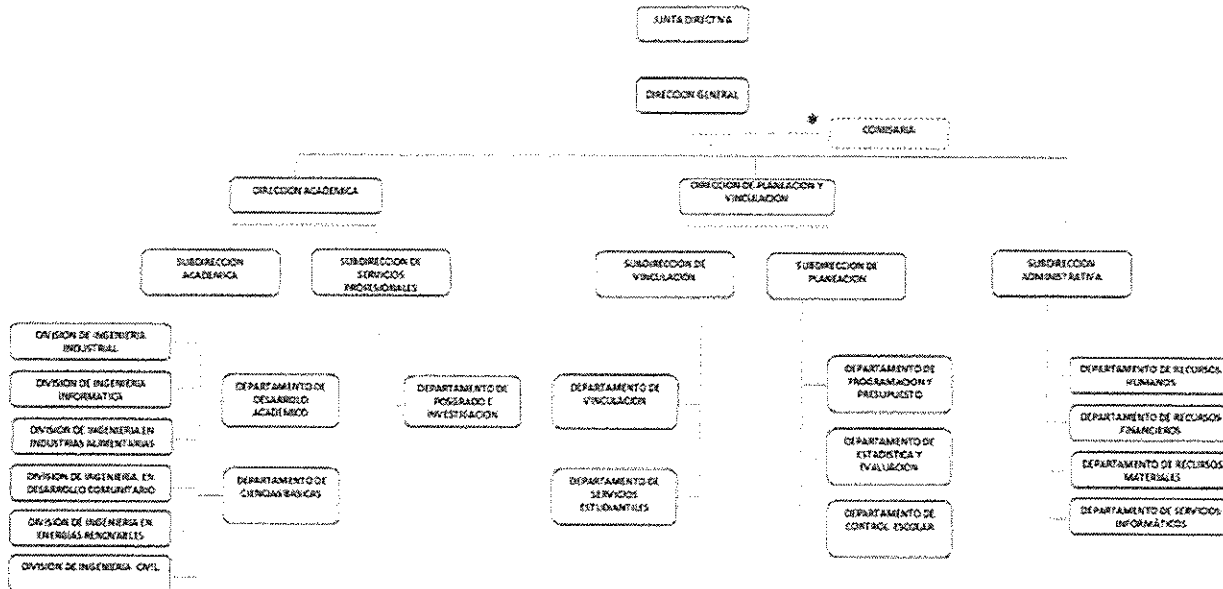 JUNTA DIRECTIVA
DIRECCION GENERAL
*
COMISARIA
DIRECCION ACADEMICA
DIRECCION DE PLANEACION Y
VINCULACION
SUBDIRECCION
ACADEMICA
SUBDIRECCION DE
SERVICIOS
PROFESIONALES
SUBDIRECCION DE
VINCULACION
SUBDIRECCION DE
PLANEACION
SUBDIRECCION
ADMINISTRATIVA
DIVISION DE INGENIERIA
INDUSTRIAL
DIVISION DE INGENIERIA
INFORMATICA
DIVISION DE INGENIERIA EN
INDUSTRIAS ALIMENTARIAS
DIVISION DE INGENIERIA EN
DESARROLLO COMUNITARIO
DIVISION DE INGENIERIA EN
ENERGIAS RENOVABLES
DIVISION DE INGENIERIA CIVIL
DEPARTAMENTO DE
DESARROLLO
ACADEMICO
DEPARTAMENTO DE
CIENCIAS BASICAS
DEPARTAMENTO DE
POSGRADO E
INVESTIGACION
DEPARTAMENTO DE
VINCULACION
DEPARTAMENTO DE
SERVICIOS
ESTUDIANTILES
DEPARTAMENTO DE
PROGRAMACION Y
PRESUPUESTO
DEPARTAMENTO DE
ESTADISTICA Y
EVALUACION
DEPARTAMENTO DE
CONTROL ESCOLAR
DEPARTAMENTO DE RECURSOS
HUMANOS
DEPARTAMENTO DE RECURSOS
FINANCIEROS
DEPARTAMENTO DE RECURSOS
MATERIALES
DEPARTAMENTO DE SERVICIOS
INFORMÁTICOS